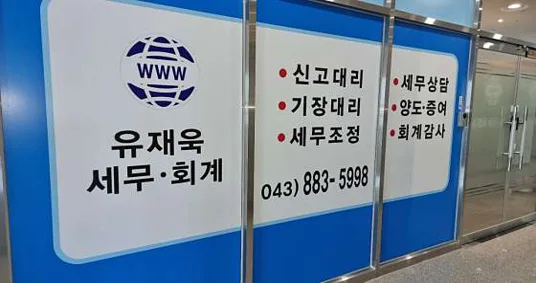 WWW
유재욱
세무·회계
• 신고대리
• 기장대리
• 세무조정
043) 883-5998
• 세무상담
• 양도·증여
• 회계감사